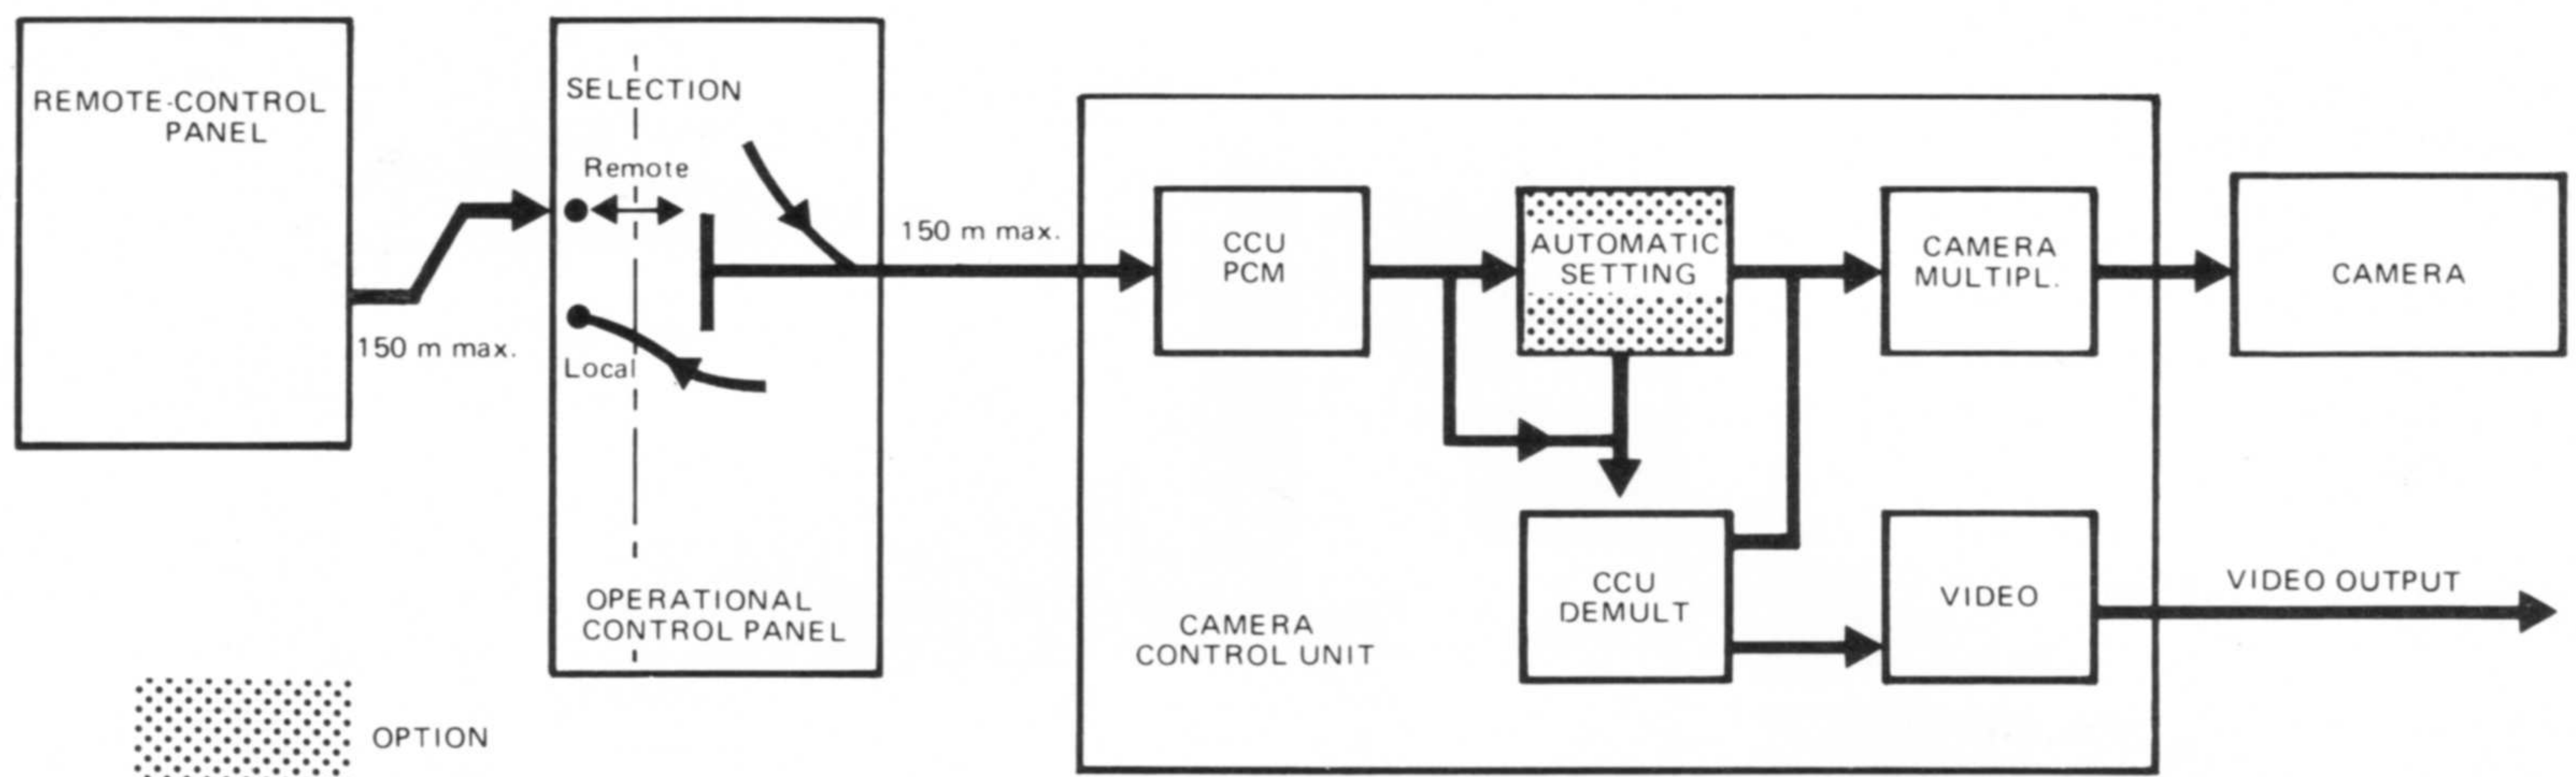 REMOTE-CONTROL
PANEL
150 m max.
SELECTION
Remote
Local
OPERATIONAL
CONTROL PANEL
150 m max.
CCU
PCM
AUTOMATIC
SETTING
CAMERA
MULTIPL.
CAMERA
CCU
DEMULT
VIDEO
VIDEO OUTPUT
CAMERA
CONTROL UNIT
OPTION